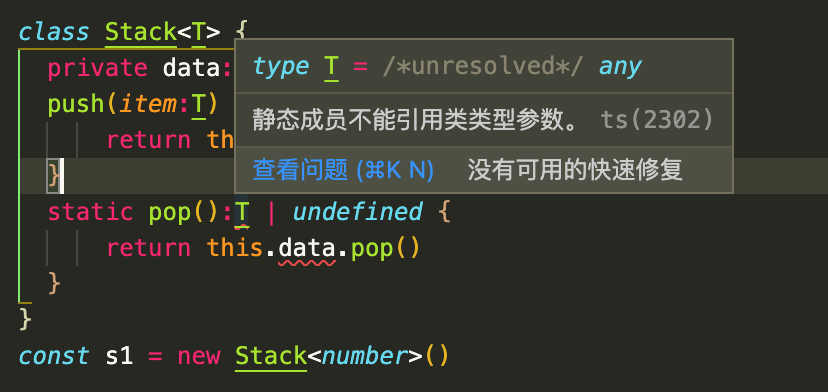 class Stack<T> {
private data:
type T = /*unresolved*/ any
push(item:T)
静态成员不能引用类类型参数。 ts(2302)
return th
查看问题 (⌘K N) 没有可用的快速修复
}
static pop():T | undefined {
return this.data.pop()
}
}
const s1 = new Stack<number>()